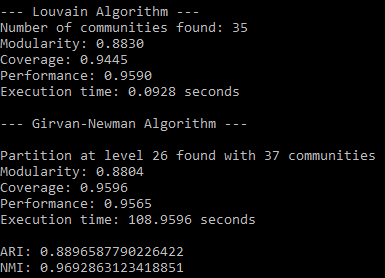 --- Louvain Algorithm ---
Number of communities found: 35
Modularity: 0.8830
Coverage: 0.9445
Performance: 0.9590
Execution time: 0.0928 seconds
--- Girvan-Newman Algorithm ---
Partition at level 26 found with 37 communities
Modularity: 0.8804
Coverage: 0.9596
Performance: 0.9565
Execution time: 108.9596 seconds
ARI: 0.8896587790226422
NMI: 0.9692863123418851